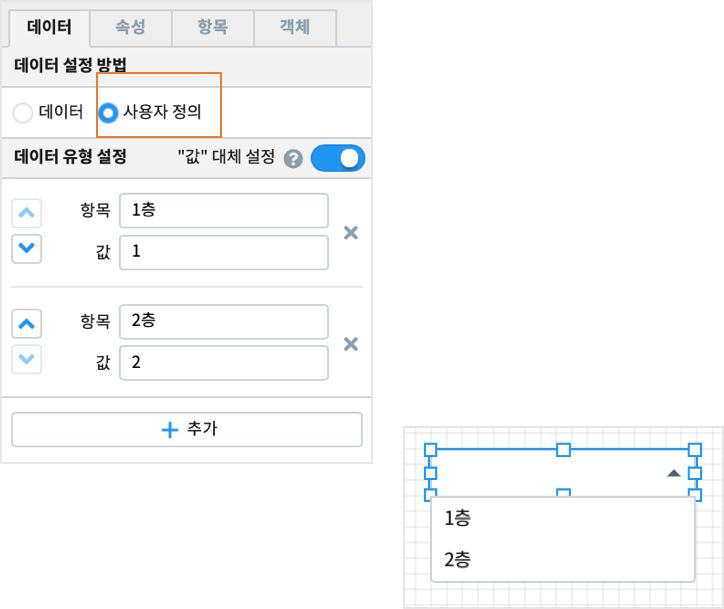 데이터 속성 항목 객체
데이터 설정 방법
데이터 사용자 정의
데이터 유형 설정 "값" 대체 설정 ?
항목 1층
값 1
항목 2층
값 2
+ 추가
1층
2층